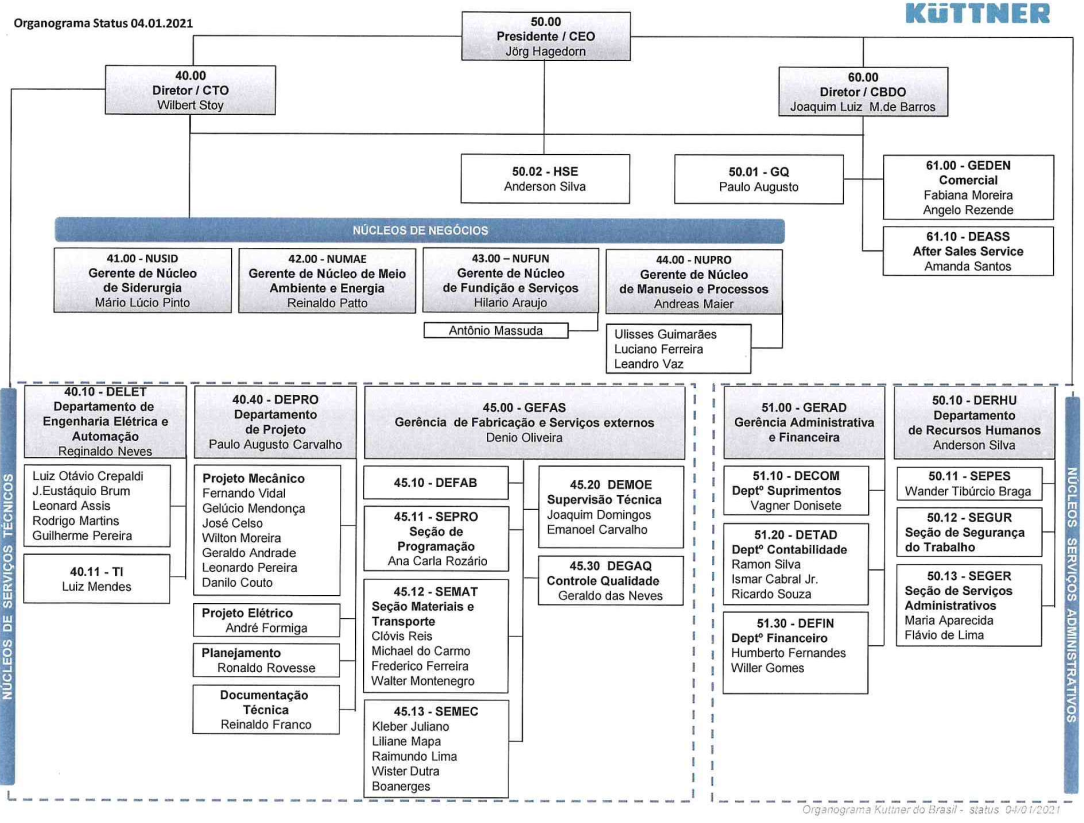 Organograma Status 04.01.2021
KÜTTNER
50.00
Presidente / CEO
Jörg Hagedorn
40.00
Diretor / CTO
Wilbert Stoy
60.00
Diretor / CBDO
Joaquim Luiz M.de Barros
50.02 - HSE
Anderson Silva
50.01 - GQ
Paulo Augusto
61.00 - GEDEN
Comercial
Fabiana Moreira
Angelo Rezende
61.10 - DEASS
After Sales Service
Amanda Santos
NÚCLEOS DE NEGÓCIOS
41.00 - NUSID
Gerente de Núcleo
de Siderurgia
Mário Lúcio Pinto
42.00 - NUMAE
Gerente de Núcleo de Meio
Ambiente e Energia
Reinaldo Patto
43.00 – NUFUN
Gerente de Núcleo
de Fundição e Serviços
Hilario Araujo
44.00 - NUPRO
Gerente de Núcleo
de Manuseio e Processos
Andreas Maier
Antônio Massuda
Ulisses Guimarães
Luciano Ferreira
Leandro Vaz
NÚCLEOS DE SERVIÇOS TÉCNICOS
40.10 - DELET
Departamento de
Engenharia Elétrica e
Automação
Reginaldo Neves
Luiz Otávio Crepaldi
J.Eustáquio Brum
Leonard Assis
Rodrigo Martins
Guilherme Pereira
40.11 - TI
Luiz Mendes
40.40 - DEPRO
Departamento
de Projeto
Paulo Augusto Carvalho
Projeto Mecânico
Fernando Vidal
Gelúcio Mendonça
José Celso
Wilton Moreira
Geraldo Andrade
Leonardo Pereira
Danilo Couto
Projeto Elétrico
André Formiga
Planejamento
Ronaldo Rovesse
Documentação
Técnica
Reinaldo Franco
45.00 - GEFAS
Gerência de Fabricação e Serviços externos
Denio Oliveira
45.10 - DEFAB
45.11 - SEPRO
Seção de
Programação
Ana Carla Rozário
45.12 - SEMAT
Seção Materiais e
Transporte
Clóvis Reis
Michael do Carmo
Frederico Ferreira
Walter Montenegro
45.13 - SEMEC
Kleber Juliano
Liliane Mapa
Raimundo Lima
Wister Dutra
Boanerges
45.20 DEMOE
Supervisão Técnica
Joaquim Domingos
Emanoel Carvalho
45.30 DEGAQ
Controle Qualidade
Geraldo das Neves
51.00 - GERAD
Gerência Administrativa
e Financeira
51.10 - DECOM
Deptº Suprimentos
Vagner Donisete
51.20 - DETAD
Deptº Contabilidade
Ramon Silva
Ismar Cabral Jr.
Ricardo Souza
51.30 - DEFIN
Deptº Financeiro
Humberto Fernandes
Willer Gomes
50.10 - DERHU
Departamento
de Recursos Humanos
Anderson Silva
50.11 - SEPES
Wander Tibúrcio Braga
50.12 - SEGUR
Seção de Segurança
do Trabalho
50.13 - SEGER
Seção de Serviços
Administrativos
Maria Aparecida
Flávio de Lima
NÚCLEOS SERVIÇOS ADMINISTRATIVOS
Organograma Kuttner do Brasil - status 04/01/2021